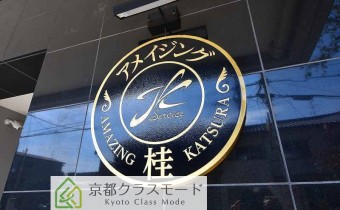 アメイジング
K
Service
AMAZING KATSURA
桂
京都クラスモード
Kyoto Class Mode